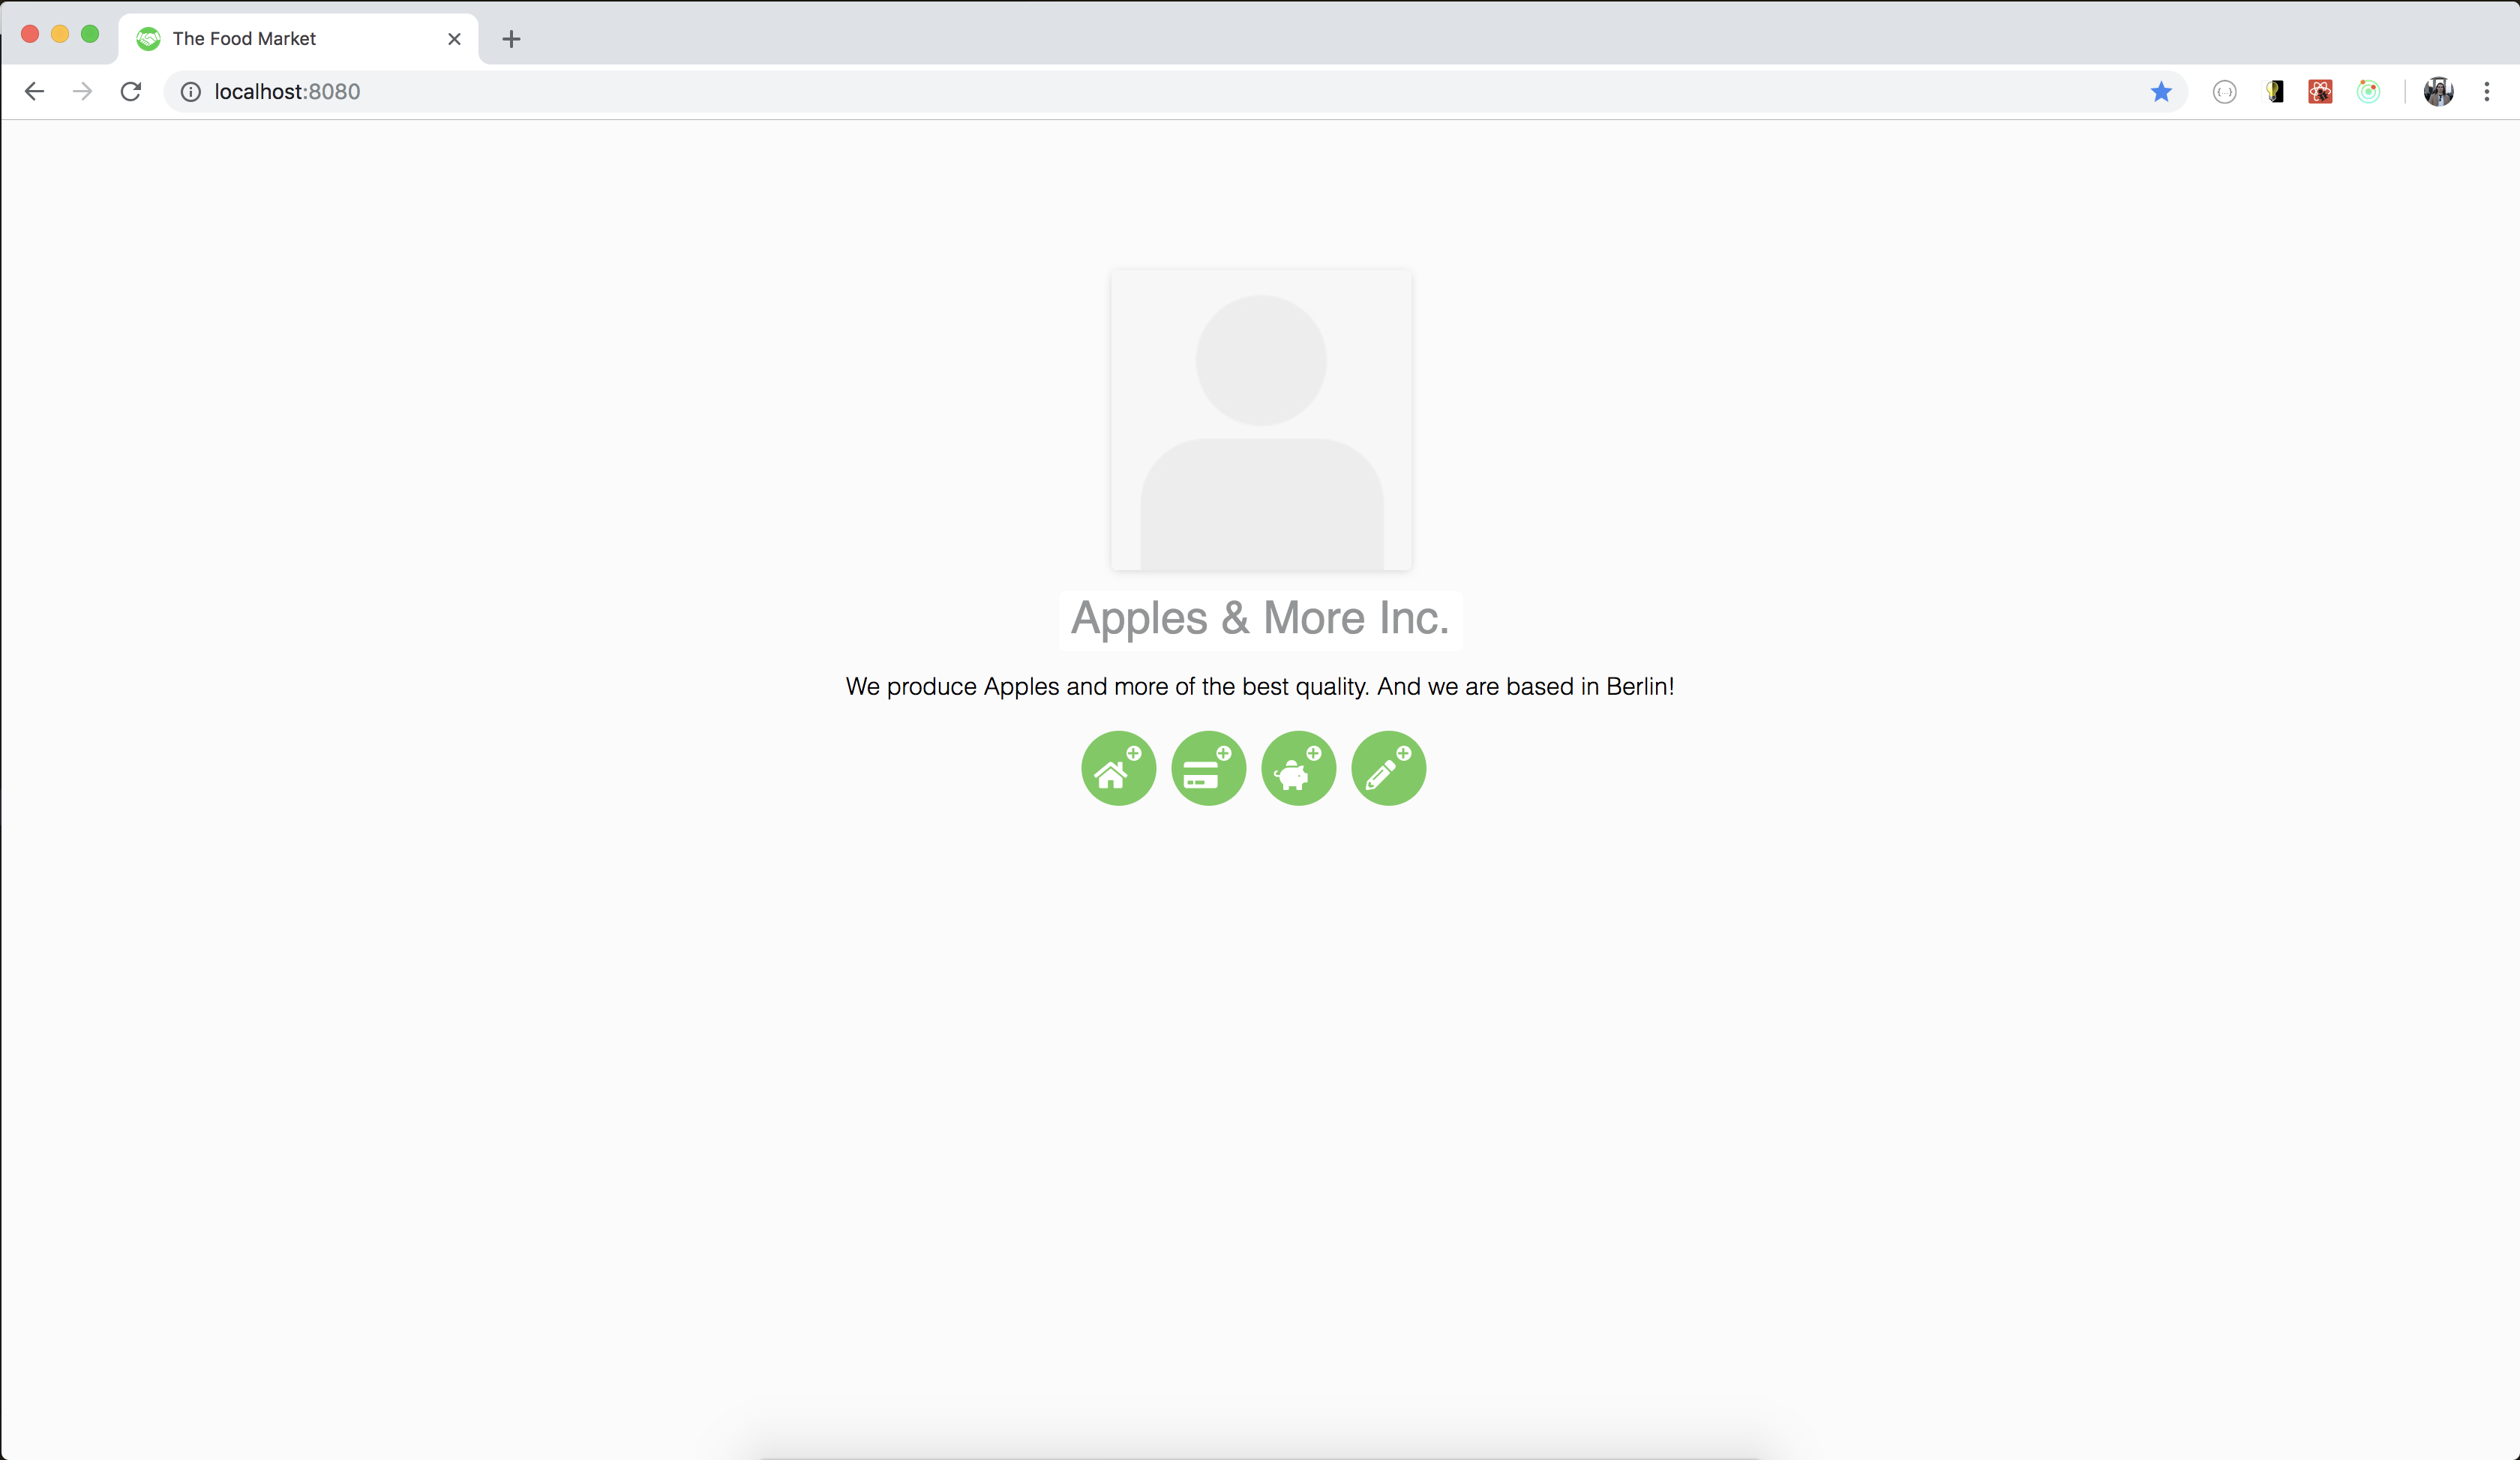 The Food Market
localhost:8080
Apples & More Inc.
We produce Apples and more of the best quality. And we are based in Berlin!